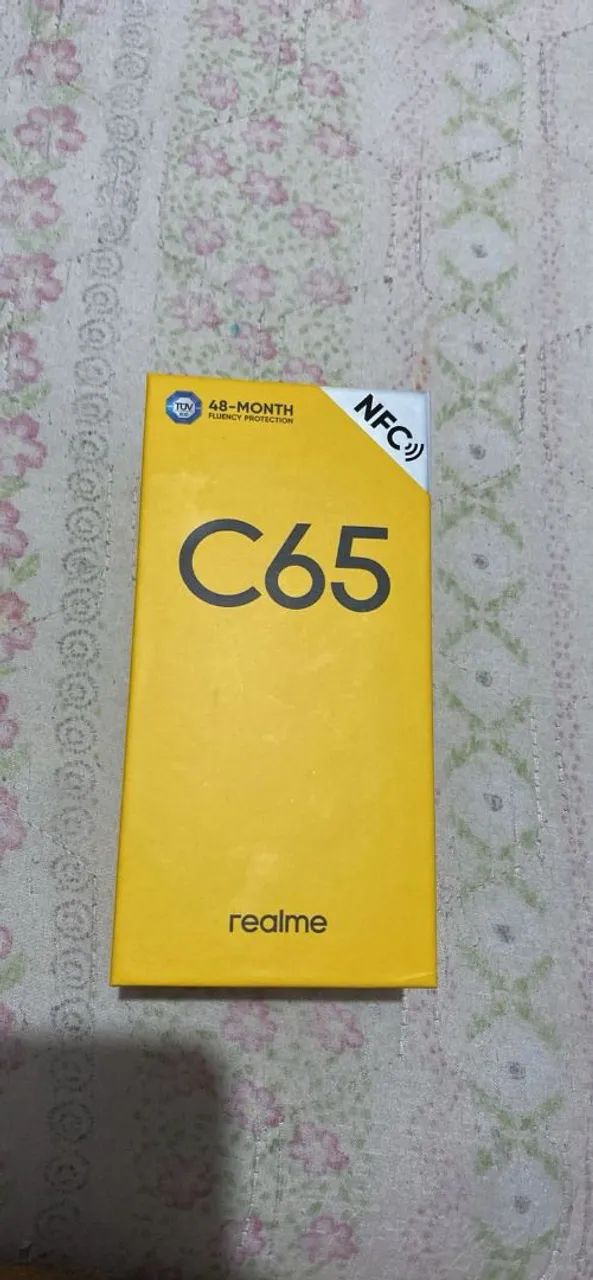 TÜV
48-MONTH
FLUENCY PROTECTION
NFC
C65
realme